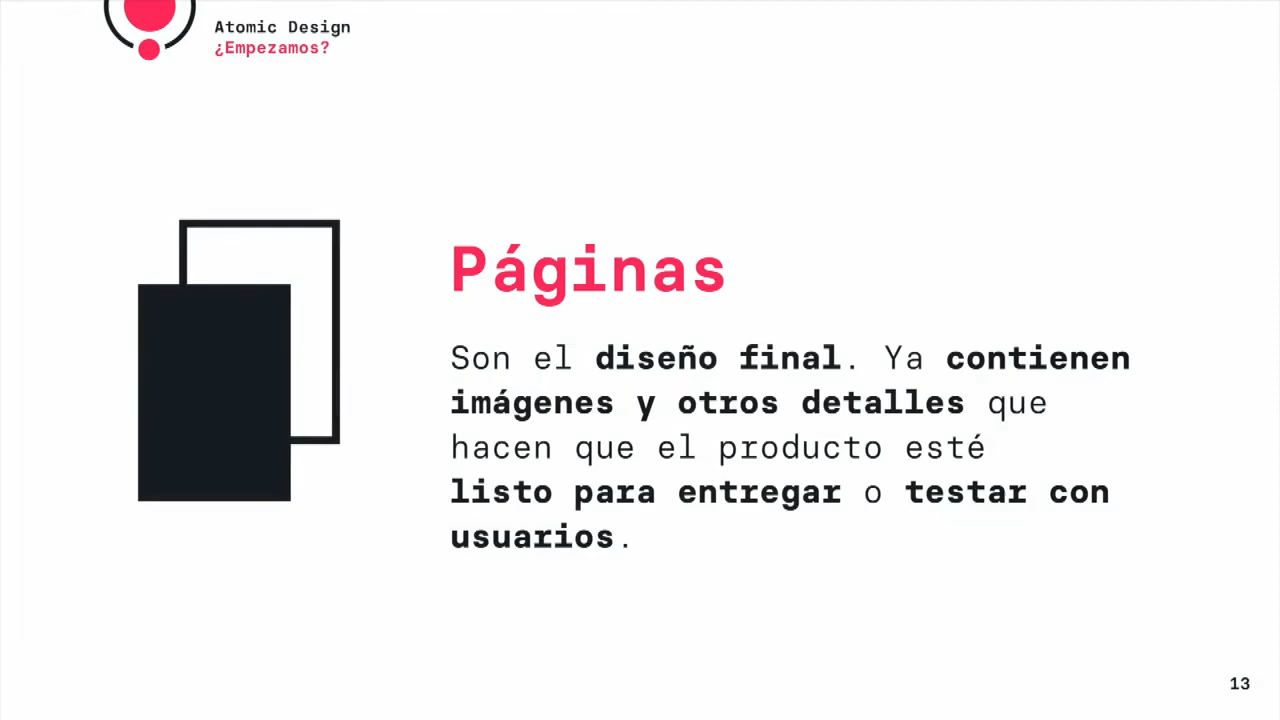 Atomic Design
¿Empezamos?
Páginas
Son el diseño final. Ya contienen
imágenes y otros detalles que
hacen que el producto esté
listo para entregar o testar con
usuarios.
13